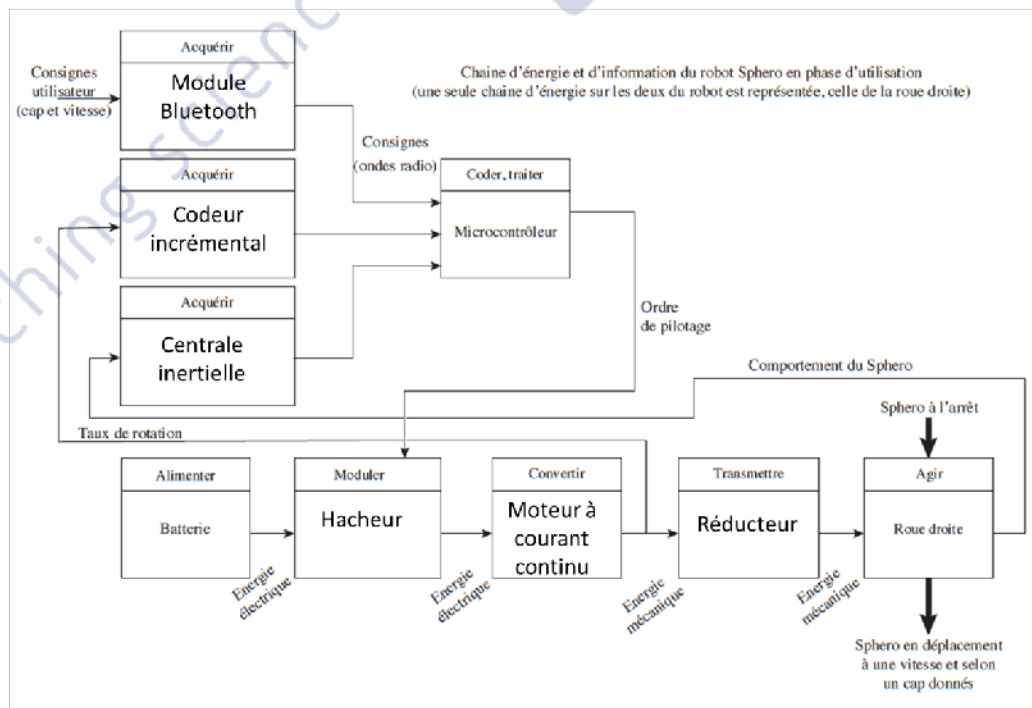 Acquérir
Module
Bluetooth
Consignes
utilisateur
(cap et vitesse)
Chaine d'énergie et d'information du robot Sphero en phase d'utilisation
(une seule chaine d'énergie sur les deux du robot est représentée, celle de la roue droite)
Consignes
(ondes radio)
Acquérir
Codeur
incrémental
Coder, traiter
Microcontrôleur
Acquérir
Centrale
inertielle
Ordre
de pilotage
Comportement du Sphero
Sphero à l'arrêt
Taux de rotation
Alimenter
Batterie
Moduler
Hacheur
Convertir
Moteur à
courant
continu
Transmettre
Réducteur
Agir
Roue droite
Energie
électrique
Energie
électrique
Energie
mécanique
Energie
mécanique
Sphero en déplacement
à une vitesse et selon
un cap donnés